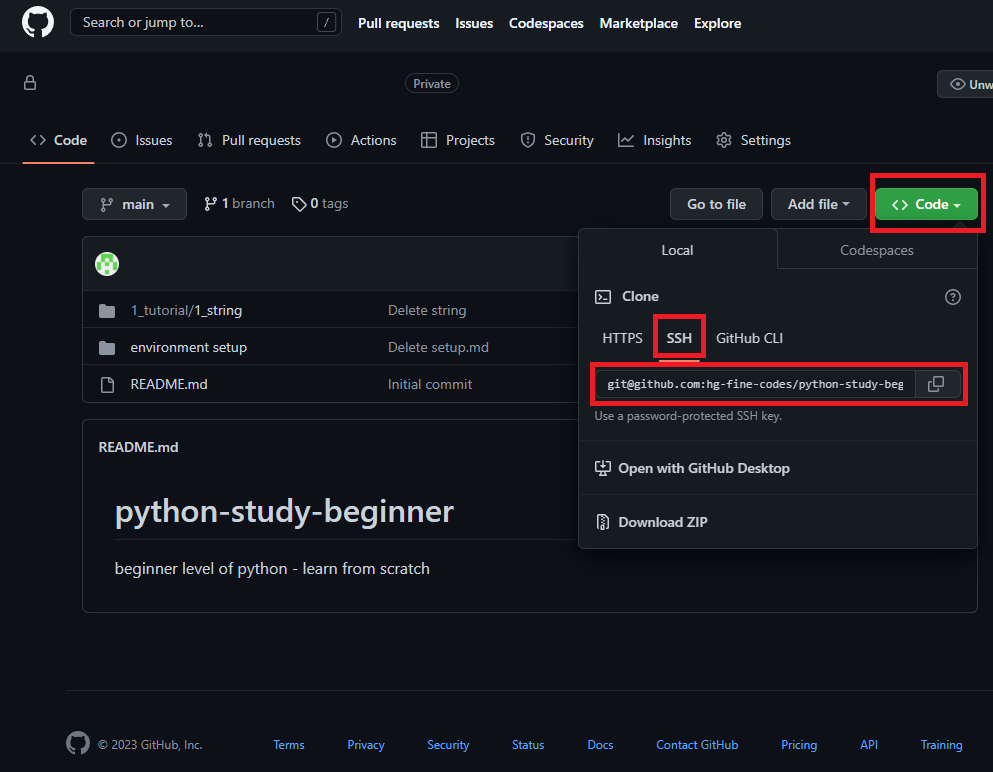 Search or jump to... / Pull requests Issues Codespaces Marketplace Explore
Private
Code Issues Pull requests Actions Projects Security Insights Settings
main 1 branch 0 tags Go to file Add file Code
Local Codespaces
Clone
1_tutorial/1_string Delete string
HTTPS SSH GitHub CLI
environment setup Delete setup.md
README.md Initial commit
git@github.com:hg-fine-codes/python-study-beg
Use a password-protected SSH key.
Open with GitHub Desktop
Download ZIP
README.md
python-study-beginner
beginner level of python - learn from scratch
© 2023 GitHub, Inc. Terms Privacy Security Status Docs Contact GitHub Pricing API Training